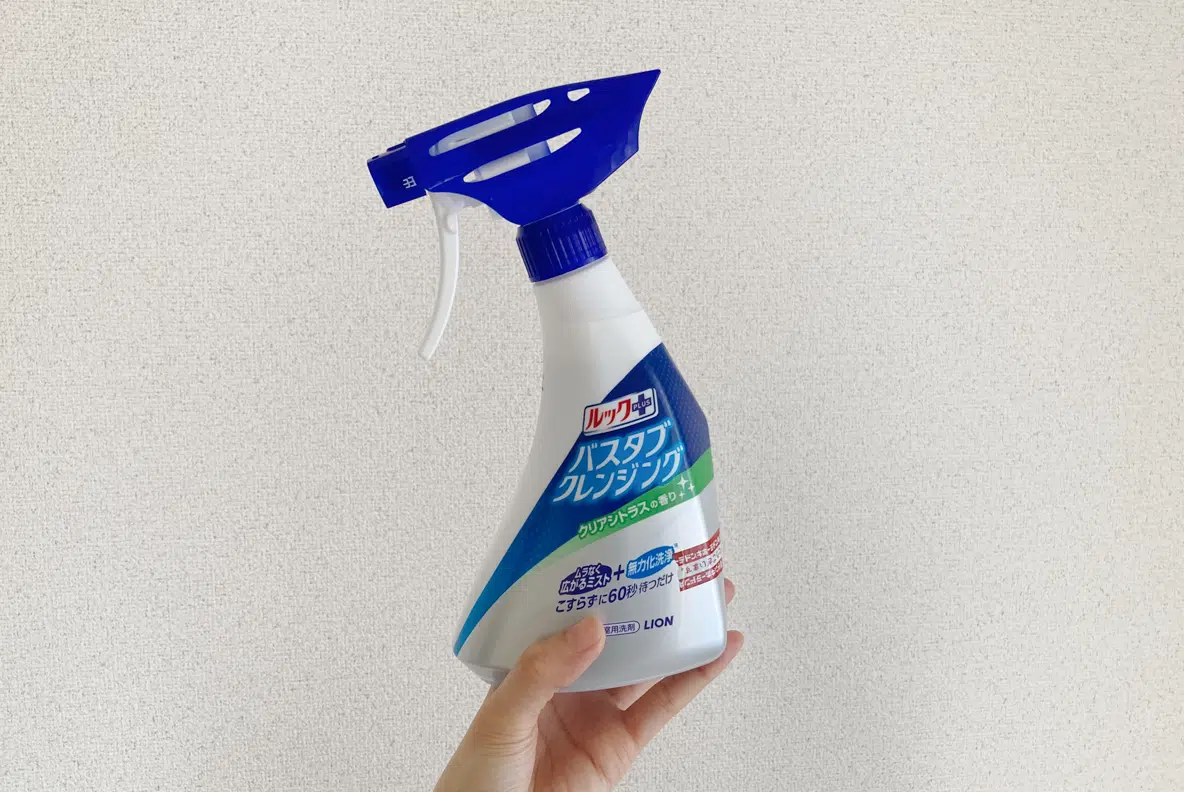 ルック
PLUS
バスタブ
クレンジング
クリアシトラスの香り
ムラなく
広がるミスト
+
無力化洗浄
こすらずに60秒待つだけ
用洗剤
LION